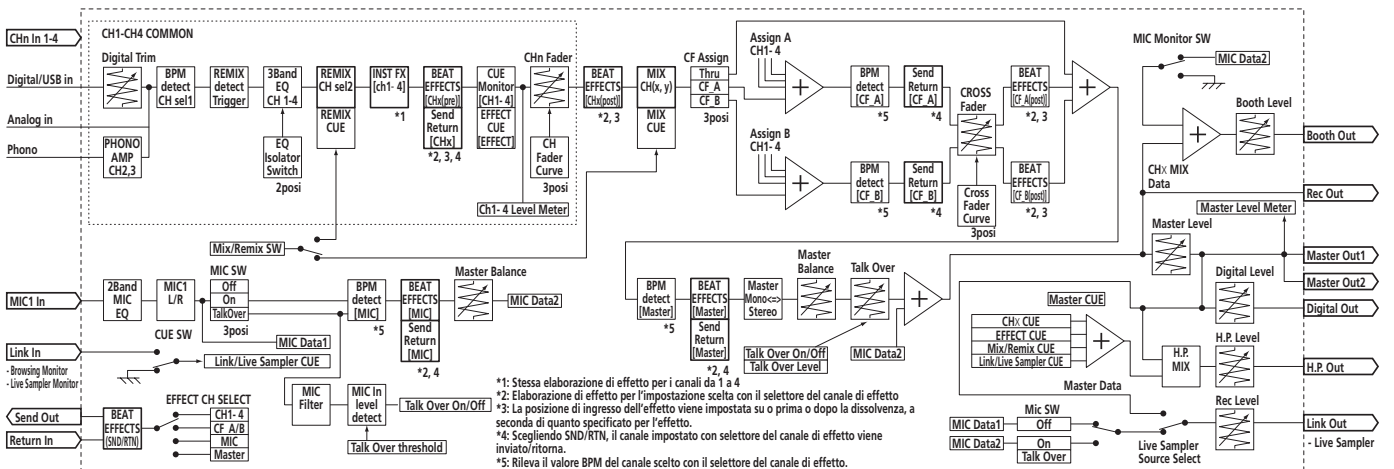 CHn In 1-4
CH1-CH4 COMMON
Digital Trim
Digital/USB in
Analog in
Phono
PHONO
AMP
CH2,3
BPM
detect
CH sel1
REMIX
detect
Trigger
3Band
EQ
CH 1-4
EQ
Isolator
Switch
2posi
REMIX
CH sel2
REMIX
CUE
INST FX
[ch1- 4]
*1
BEAT
EFFECTS
[CHx(pre)]
Send
Return
[CHx]
*2, 3, 4
CUE
Monitor
[CH1- 4]
EFFECT
CUE
[EFFECT]
CHn Fader
CH
Fader
Curve
3posi
Ch1- 4 Level Meter
BEAT
EFFECTS
[CHx(post)]
*2, 3
MIX
CH(x, y)
MIX
CUE
CF Assign
Thru
CF_A
CF_B
3posi
Assign A
CH1- 4
Assign B
CH1- 4
BPM
detect
[CF_A]
*5
Send
Return
[CF_A]
*4
BPM
detect
[CF_B]
*5
Send
Return
[CF_B]
*4
CROSS
Fader
Cross
Fader
Curve
3posi
BEAT
EFFECTS
[CF_A(post)]
*2, 3
BEAT
EFFECTS
[CF_B(post)]
*2, 3
MIC Monitor SW
MIC Data2
Booth Level
Booth Out
CHX MIX
Data
Rec Out
Master Level Meter
Master Level
Master Out1
Master Out2
Mix/Remix SW
MIC1 In
2Band
MIC
EQ
MIC1
L/R
MIC SW
Off
On
TalkOver
3posi
BPM
detect
[MIC]
*5
BEAT
EFFECTS
[MIC]
Send
Return
[MIC]
*2, 4
Master Balance
MIC Data2
MIC Data1
Link In
- Browsing Monitor
- Live Sampler Monitor
CUE SW
Link/Live Sampler CUE
MIC
Filter
MIC In
level
detect
Talk Over On/Off
Talk Over threshold
Send Out
Return In
BEAT
EFFECTS
(SND/RTN)
EFFECT CH SELECT
CH1- 4
CF_A/B
MIC
Master
BPM
detect
[Master]
*5
BEAT
EFFECTS
[Master]
Send
Return
[Master]
*2, 4
Master
Mono<=>
Stereo
Master
Balance
Talk Over
Talk Over On/Off
Talk Over Level
MIC Data2
Digital Level
Digital Out
Master CUE
CHX CUE
EFFECT CUE
Mix/Remix CUE
Link/Live Sampler CUE
H.P.
MIX
H.P. Level
H.P. Out
Master Data
Mic SW
MIC Data1
Off
MIC Data2
On
Talk Over
Live Sampler
Source Select
Rec Level
Link Out
- Live Sampler
*1: Stessa elaborazione di effetto per i canali da 1 a 4
*2: Elaborazione di effetto per l'impostazione scelta con il selettore del canale di effetto
*3: La posizione di ingresso dell'effetto viene impostata su o prima o dopo la dissolvenza, a
seconda di quanto specificato per l'effetto.
*4: Scegliendo SND/RTN, il canale impostato con selettore del canale di effetto viene
inviato/ritorna.
*5: Rileva il valore BPM del canale scelto con il selettore del canale di effetto.